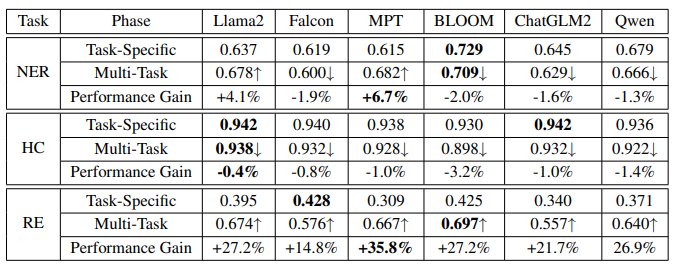 Task Phase Llama2 Falcon MPT BLOOM ChatGLM2 Qwen
Task-Specific 0.637 0.619 0.615 0.729 0.645 0.679
NER Multi-Task 0.678↑ 0.600↓ 0.682↑ 0.709↓ 0.629↓ 0.666↓
Performance Gain +4.1% -1.9% +6.7% -2.0% -1.6% -1.3%
Task-Specific 0.942 0.940 0.938 0.930 0.942 0.936
HC Multi-Task 0.938↓ 0.932↓ 0.928↓ 0.898↓ 0.932↓ 0.922↓
Performance Gain -0.4% -0.8% -1.0% -3.2% -1.0% -1.4%
Task-Specific 0.395 0.428 0.309 0.425 0.340 0.371
RE Multi-Task 0.674↑ 0.576↑ 0.667↑ 0.697↑ 0.557↑ 0.640↑
Performance Gain +27.2% +14.8% +35.8% +27.2% +21.7% 26.9%